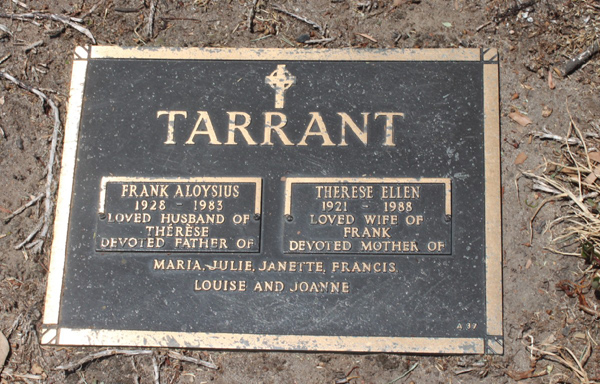 TARRANT
FRANK ALOYSIUS
1928 - 1983
LOVED HUSBAND OF
THÉRÈSE
DEVOTED FATHER OF
THERESE ELLEN
1921 - 1988
LOVED WIFE OF
FRANK
DEVOTED MOTHER OF
MARIA, JULIE, JANETTE, FRANCIS,
LOUISE AND JOANNE
A 39